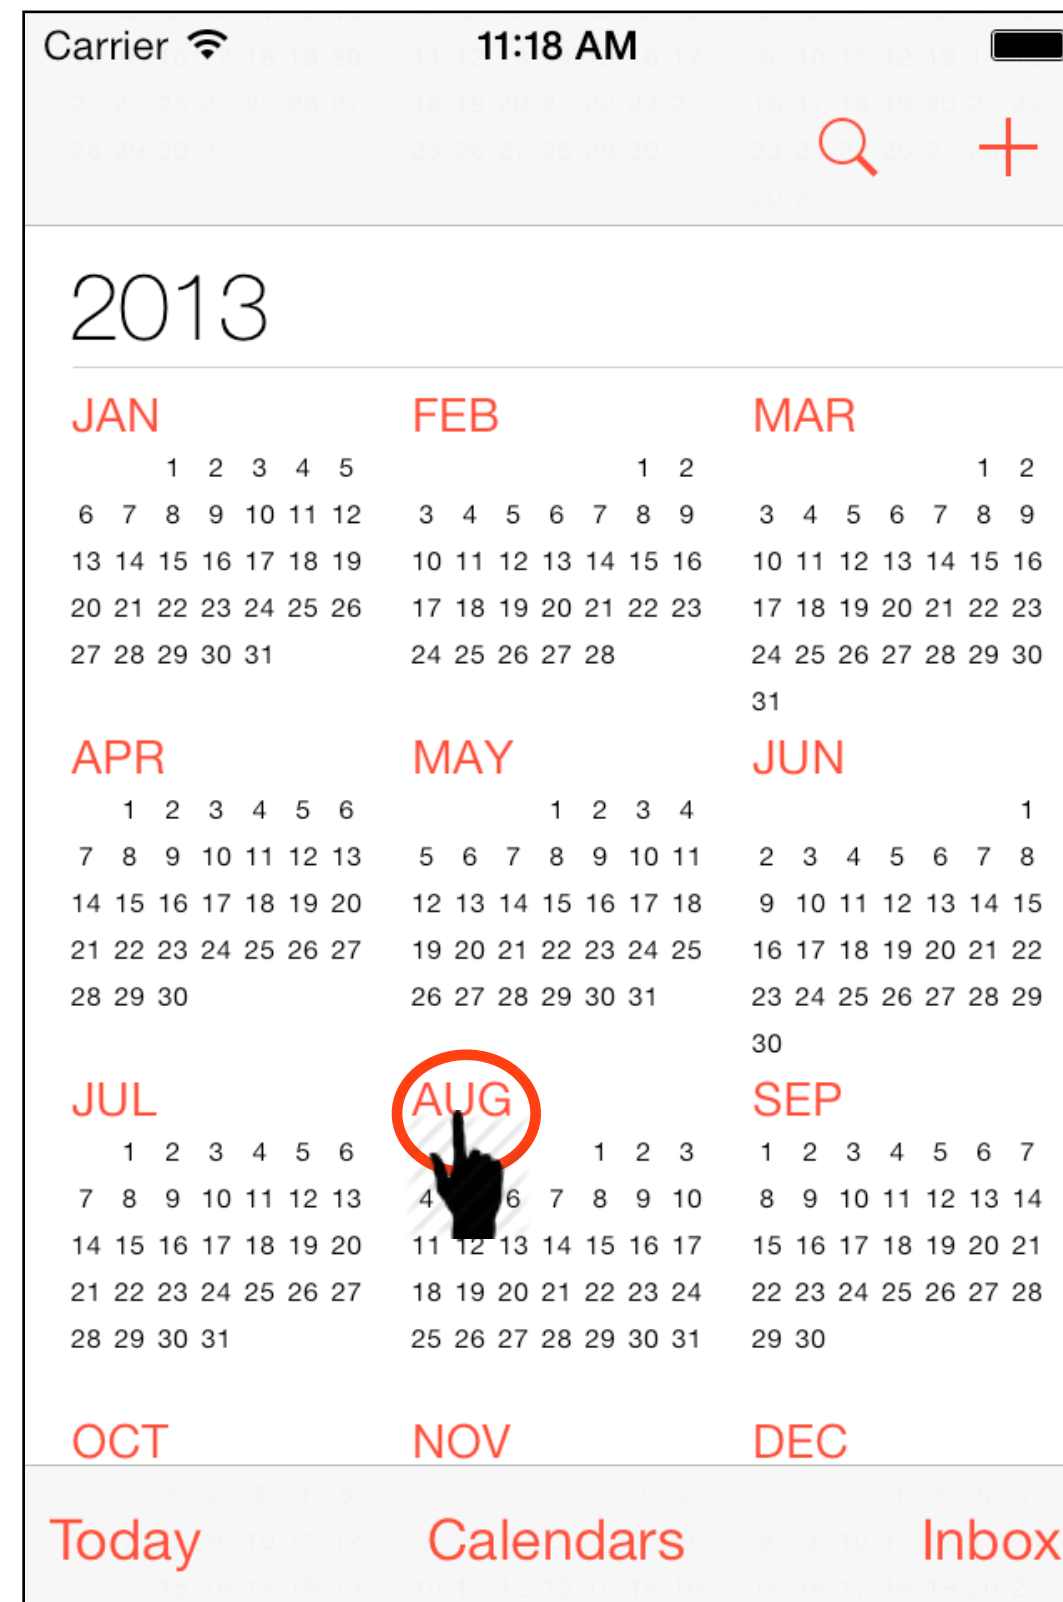 Carrier 11:18 AM
2013
JAN FEB MAR
1 2 3 4 5 1 2 1 2
6 7 8 9 10 11 12 3 4 5 6 7 8 9 3 4 5 6 7 8 9
13 14 15 16 17 18 19 10 11 12 13 14 15 16 10 11 12 13 14 15 16
20 21 22 23 24 25 26 17 18 19 20 21 22 23 17 18 19 20 21 22 23
27 28 29 30 31 24 25 26 27 28 24 25 26 27 28 29 30
31
APR MAY JUN
1 2 3 4 5 6 1 2 3 4 1
7 8 9 10 11 12 13 5 6 7 8 9 10 11 2 3 4 5 6 7 8
14 15 16 17 18 19 20 12 13 14 15 16 17 18 9 10 11 12 13 14 15
21 22 23 24 25 26 27 19 20 21 22 23 24 25 16 17 18 19 20 21 22
28 29 30 26 27 28 29 30 31 23 24 25 26 27 28 29
30
JUL AUG SEP
1 2 3 4 5 6 1 2 3 1 2 3 4 5 6 7
7 8 9 10 11 12 13 4 6 7 8 9 10 8 9 10 11 12 13 14
14 15 16 17 18 19 20 11 12 13 14 15 16 17 15 16 17 18 19 20 21
21 22 23 24 25 26 27 18 19 20 21 22 23 24 22 23 24 25 26 27 28
28 29 30 31 25 26 27 28 29 30 31 29 30
OCT NOV DEC
Today Calendars Inbox